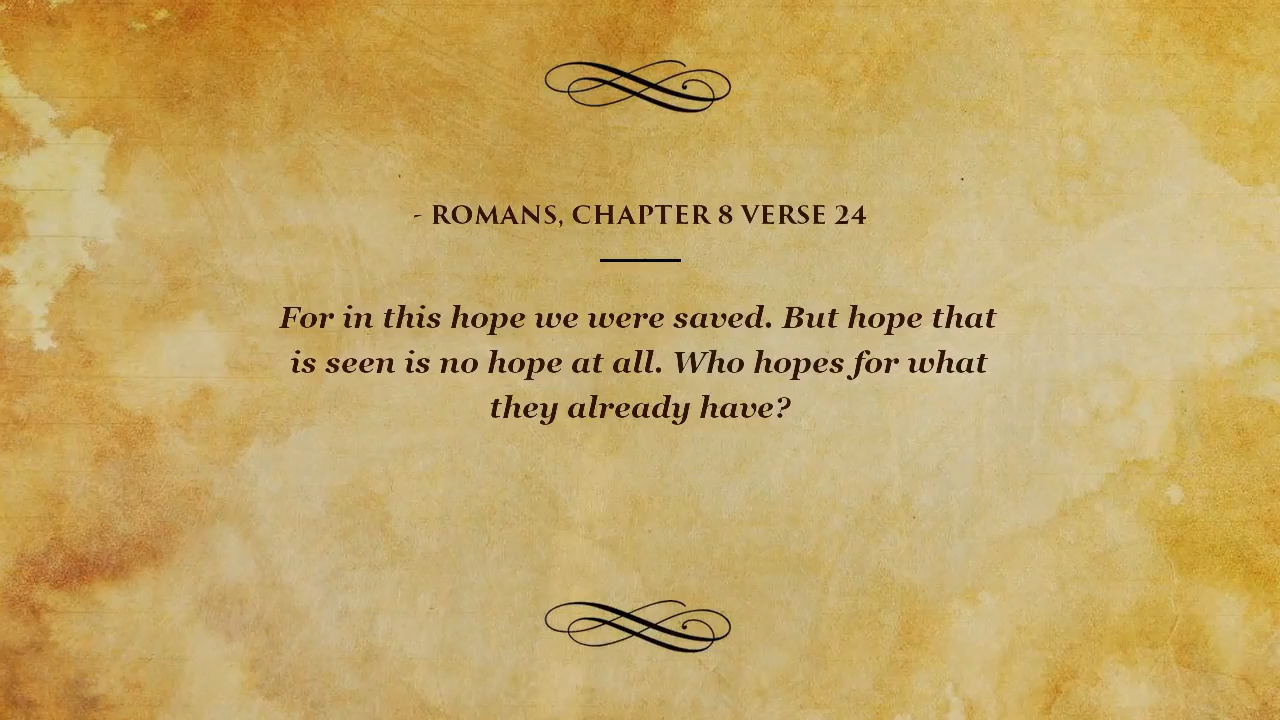 - ROMANS, CHAPTER 8 VERSE 24
For in this hope we were saved. But hope that
is seen is no hope at all. Who hopes for what
they already have?